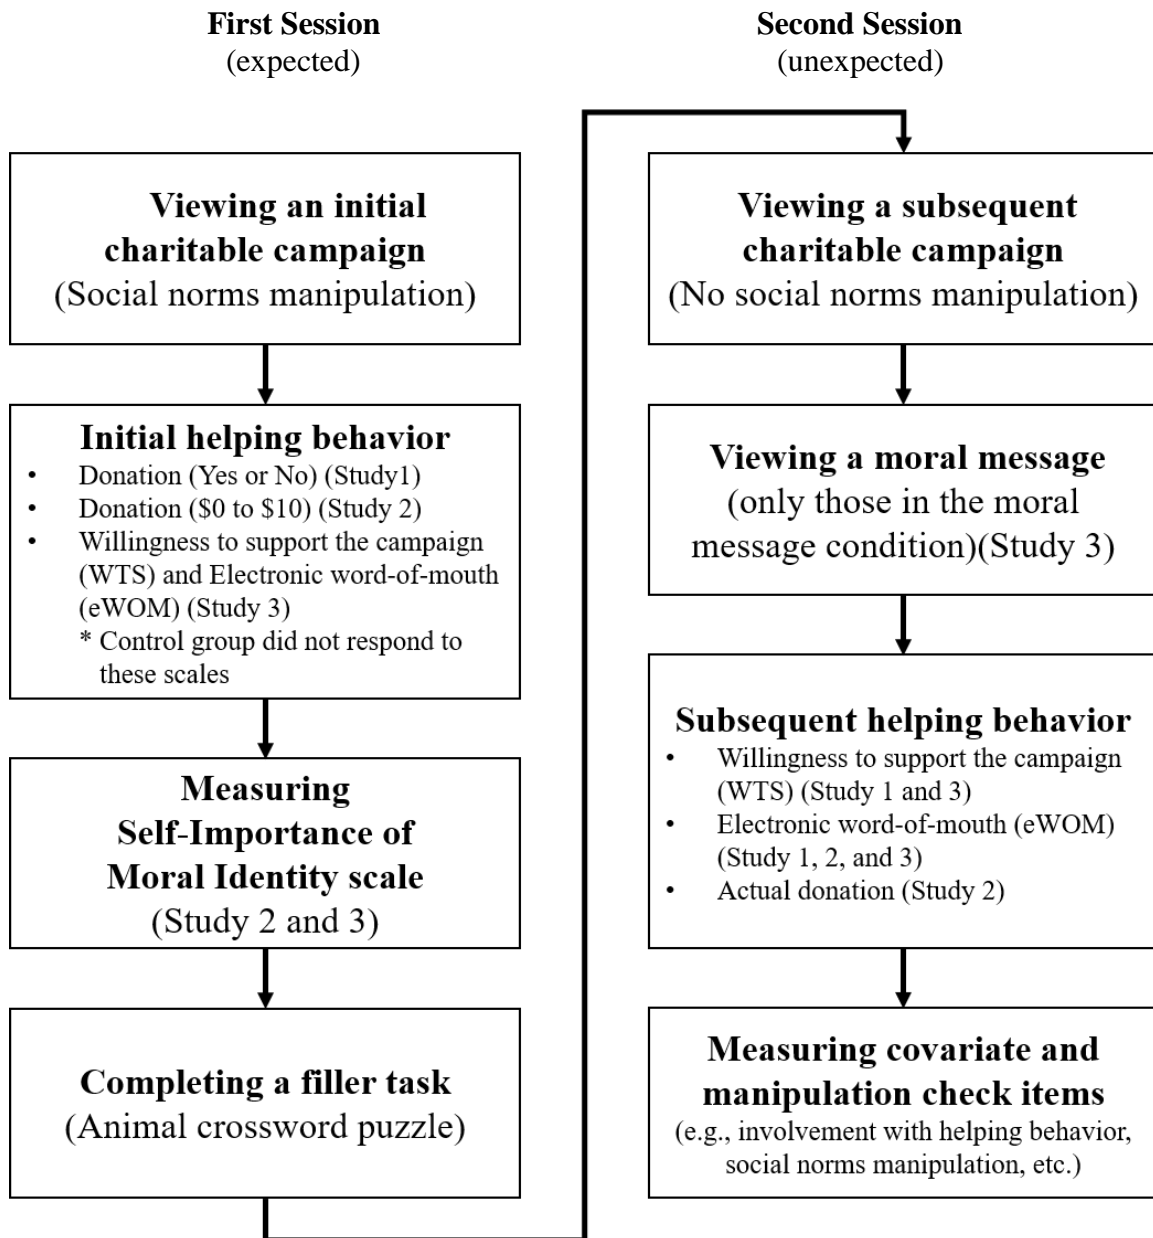 First Session
(expected)
Viewing an initial
charitable campaign
(Social norms manipulation)
Initial helping behavior
• Donation (Yes or No) (Study1)
• Donation ($0 to $10) (Study 2)
• Willingness to support the campaign
(WTS) and Electronic word-of-mouth
(eWOM) (Study 3)
* Control group did not respond to
these scales
Measuring
Self-Importance of
Moral Identity scale
(Study 2 and 3)
Completing a filler task
(Animal crossword puzzle)
Second Session
(unexpected)
Viewing a subsequent
charitable campaign
(No social norms manipulation)
Viewing a moral message
(only those in the moral
message condition)(Study 3)
Subsequent helping behavior
• Willingness to support the campaign
(WTS) (Study 1 and 3)
• Electronic word-of-mouth (eWOM)
(Study 1, 2, and 3)
• Actual donation (Study 2)
Measuring covariate and
manipulation check items
(e.g., involvement with helping behavior,
social norms manipulation, etc.)